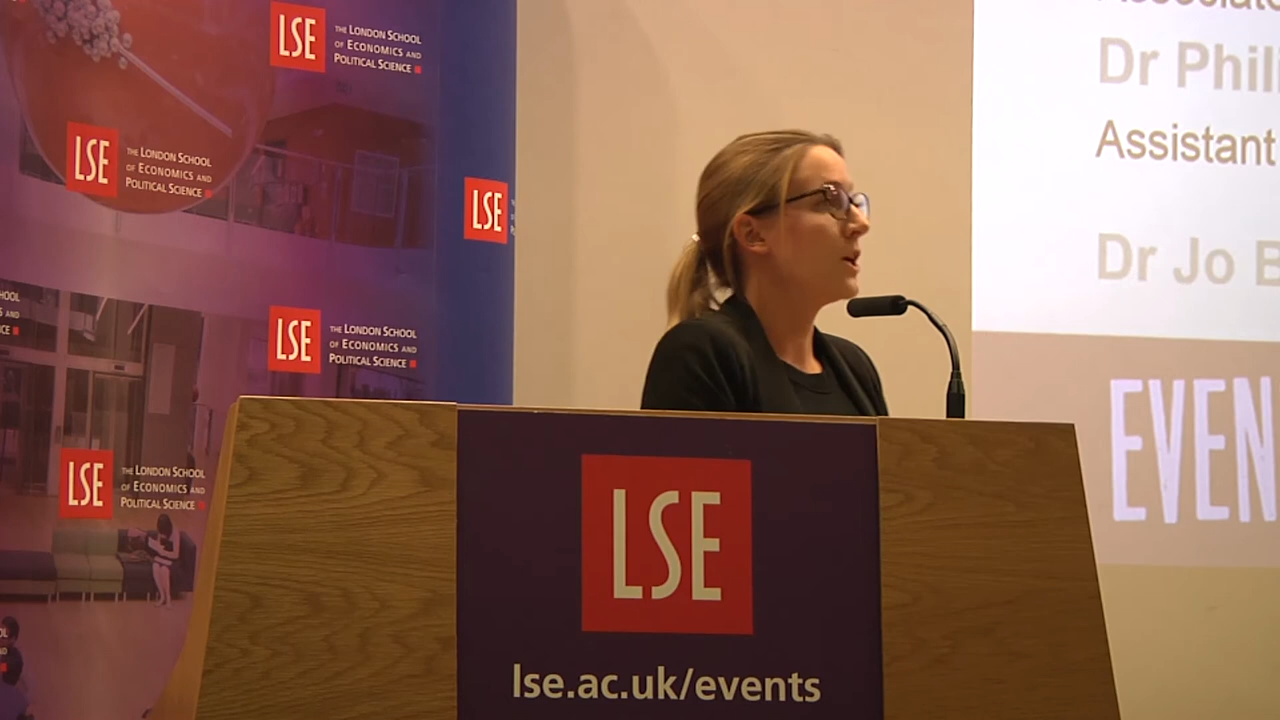 LSE
THE LONDON SCHOOL
OF ECONOMICS AND
POLITICAL SCIENCE
LSE
THE LONDON SCHOOL
OF ECONOMICS AND
POLITICAL SCIENCE
LSE
LSE
THE LONDON SCHOOL
OF ECONOMICS AND
POLITICAL SCIENCE
LSE
THE LONDON SCHOOL
OF ECONOMICS AND
POLITICAL SCIENCE
Dr
Assistant
Dr Jo
LSE
lse.ac.uk/events